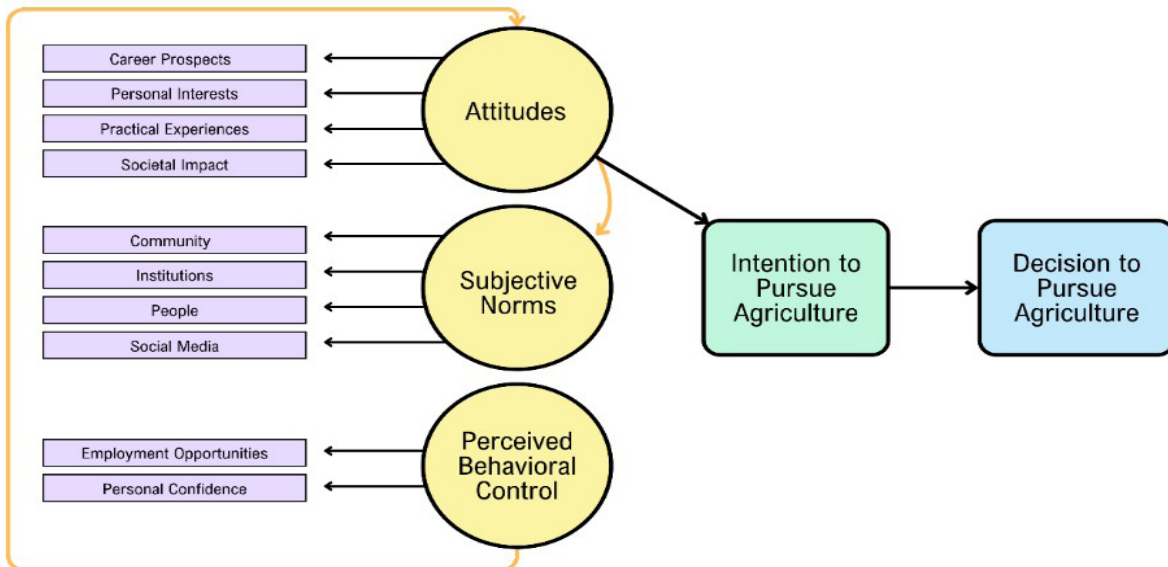 Career Prospects
Personal Interests
Practical Experiences
Societal Impact
Attitudes
Community
Institutions
People
Social Media
Subjective
Norms
Employment Opportunities
Personal Confidence
Perceived
Behavioral
Control
Intention to
Pursue
Agriculture
Decision to
Pursue
Agriculture